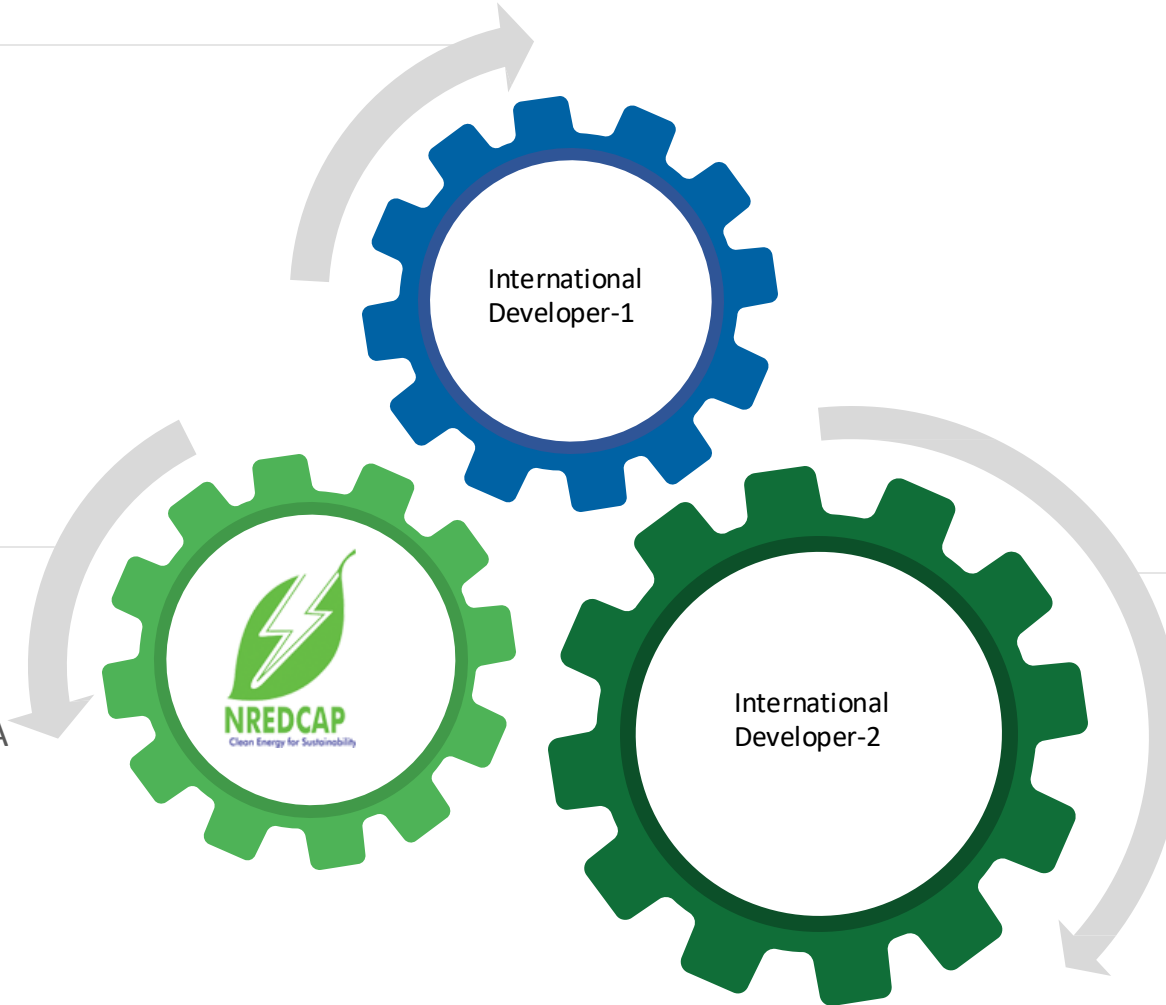 International
Developer-1
NREDCAP
Clean Energy for Sustainability
International
Developer-2
A